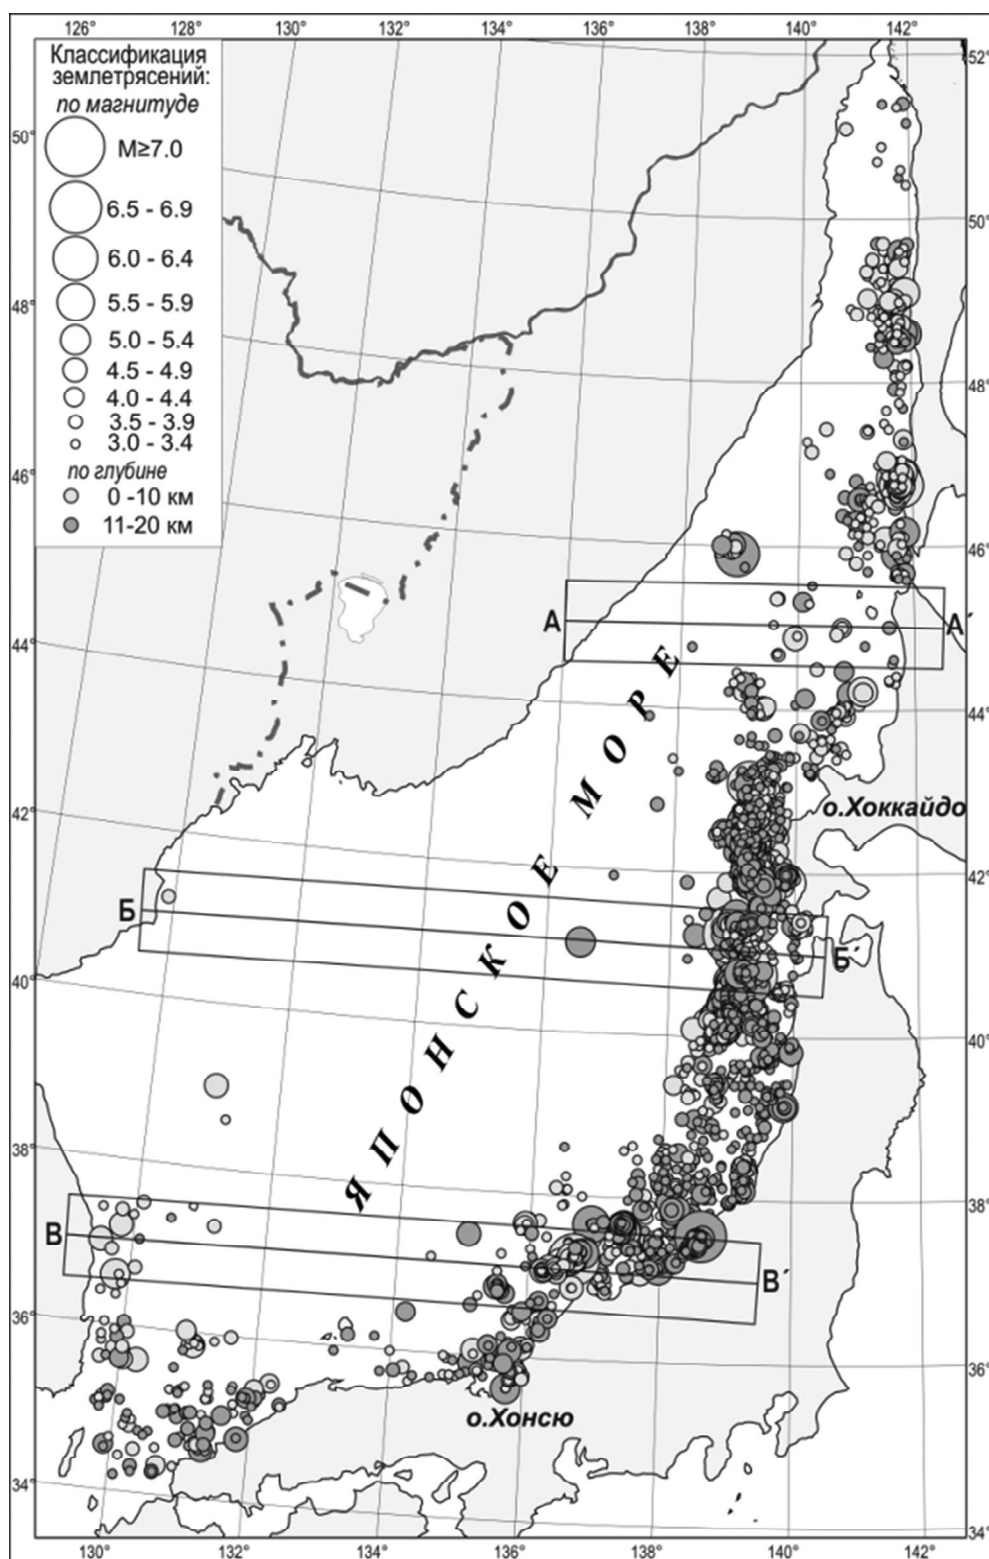 126° 128° 130° 132° 134° 136° 138° 140° 142°
Классификация
землетрясений:
по магнитуде
М≥7.0
6.5 - 6.9
6.0 - 6.4
5.5 - 5.9
5.0 - 5.4
4.5 - 4.9
4.0 - 4.4
3.5 - 3.9
3.0 - 3.4
по глубине
0 -10 км
11-20 км
52°
50°
50°
48°
48°
46°
46°
А
А´
44°
44°
42°
о.Хоккайдо
42°
Б
Б´
40°
40°
ЯПОНСКОЕ МОРЕ
38°
38°
В
В´
36°
36°
о.Хонсю
34°
34°
130° 132° 134° 136° 138° 140° 142°